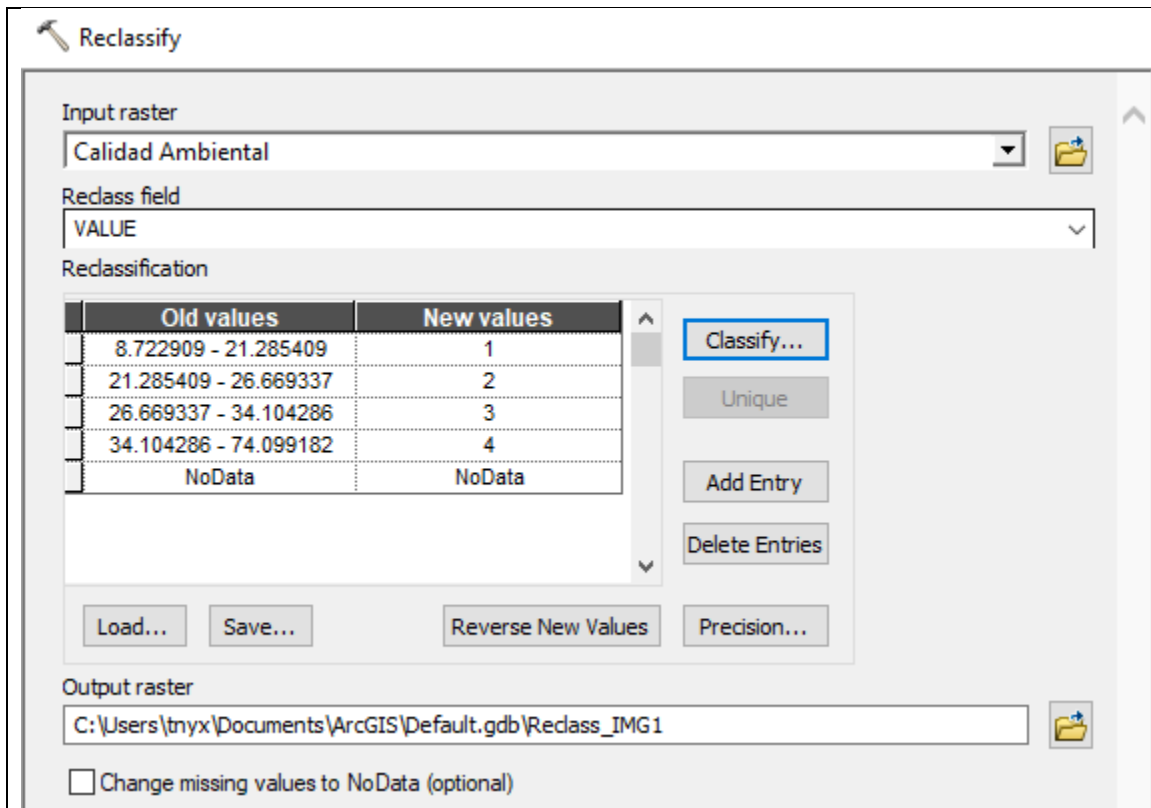 Reclassify
Input raster
Calidad Ambiental
Reclass field
VALUE
Reclassification
Old values New values
8.722909 - 21.285409 1
21.285409 - 26.669337 2
26.669337 - 34.104286 3
34.104286 - 74.099182 4
NoData NoData
Classify...
Unique
Add Entry
Delete Entries
Load... Save... Reverse New Values Precision...
Output raster
C:\Users\tnyx\Documents\ArcGIS\Default.gdb\Reclass_IMG1
Change missing values to NoData (optional)